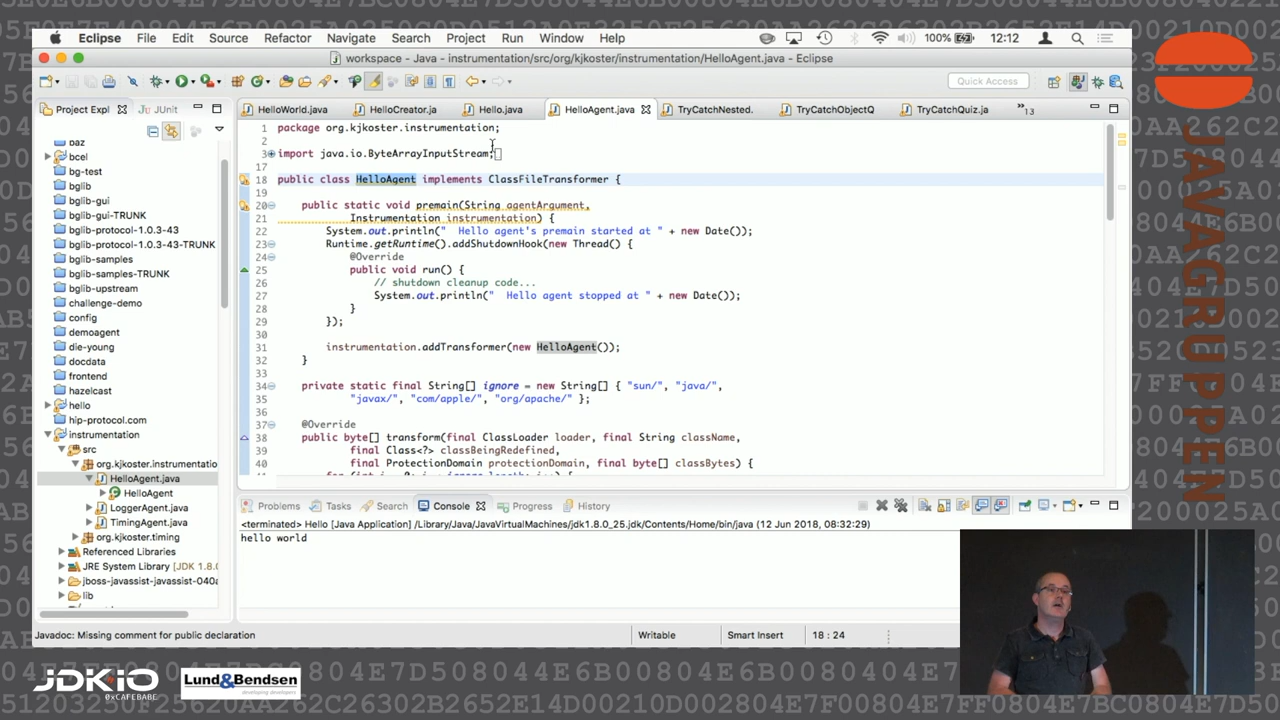 Eclipse File Edit Source Refactor Navigate Search Project Run Window Help 100% 12:12
workspace - Java - instrumentation/src/org/kjkoster/instrumentation/HelloAgent.java - Eclipse
Quick Access
Project Expl JUnit
HelloWorld.java HelloCreator.ja Hello.java HelloAgent.java TryCatchNested. TryCatchObjectQ TryCatchQuiz.ja »13
baz
bcel
bg-test
bglib
bglib-gui
bglib-gui-TRUNK
bglib-protocol-1.0.3-43
bglib-protocol-1.0.3-43-TRUNK
bglib-samples
bglib-samples-TRUNK
bglib-upstream
challenge-demo
config
demoagent
die-young
docdata
frontend
hazelcast
hello
hip-protocol.com
instrumentation
src
org.kjkoster.instrumentatio
HelloAgent.java
HelloAgent
LoggerAgent.java
TimingAgent.java
org.kjkoster.timing
Referenced Libraries
JRE System Library [JDK 1.8.0
jboss-javassist-javassist-040a
lib
1 package org.kjkoster.instrumentation;
2
3 import java.io.ByteArrayInputStream;
17
18 public class HelloAgent implements ClassFileTransformer {
19
20 public static void premain(String agentArgument,
21 Instrumentation instrumentation) {
22 System.out.println("  Hello agent's premain started at " + new Date());
23 Runtime.getRuntime().addShutdownHook(new Thread() {
24 @Override
25 public void run() {
26 // shutdown cleanup code...
27 System.out.println("  Hello agent stopped at " + new Date());
28 }
29 });
30
31 instrumentation.addTransformer(new HelloAgent());
32 }
33
34 private static final String[] ignore = new String[] { "sun/", "java/",
35 "javax/", "com/apple/", "org/apache/" };
36
37 @Override
38 public byte[] transform(final ClassLoader loader, final String className,
39 final Class<?> classBeingRedefined,
40 final ProtectionDomain protectionDomain, final byte[] classBytes) {
Problems Tasks Search Console Progress History
<terminated> Hello [Java Application] /Library/Java/JavaVirtualMachines/jdk1.8.0_25.jdk/Contents/Home/bin/java (12 Jun 2018, 08:32:29)
hello world
Javadoc: Missing comment for public declaration Writable Smart Insert 18 : 24
JAVAGRUPPEN
JDKIO
0xCAFEBABE
Lund&Bendsen
developing developers